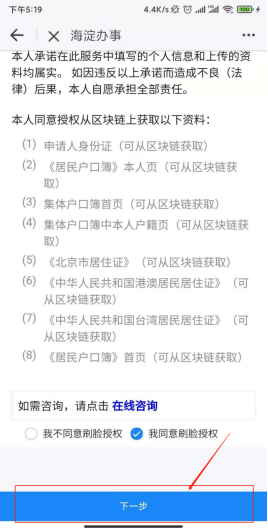 下午5:19 4.4K/s
海淀办事
本人承诺在此服务中填写的个人信息和上传的资
料均属实。 如因违反以上承诺而造成不良（法
律）后果，本人自愿承担全部责任。
本人同意授权从区块链上获取以下资料：
(1) 申请人身份证（可从区块链获取）
(2) 《居民户口簿》本人页（可从区块链获
取）
(3) 集体户口簿首页（可从区块链获取）
(4) 集体户口簿中本人户籍页（可从区块链获
取）
(5) 《北京市居住证》（可从区块链获取）
(6) 《中华人民共和国港澳居民居住证》（可
从区块链获取）
(7) 《中华人民共和国台湾居民居住证》（可
从区块链获取）
(8) 《居民户口簿》首页（可从区块链获取）
如需咨询，请点击 在线咨询
我不同意刷脸授权 我同意刷脸授权
下一步